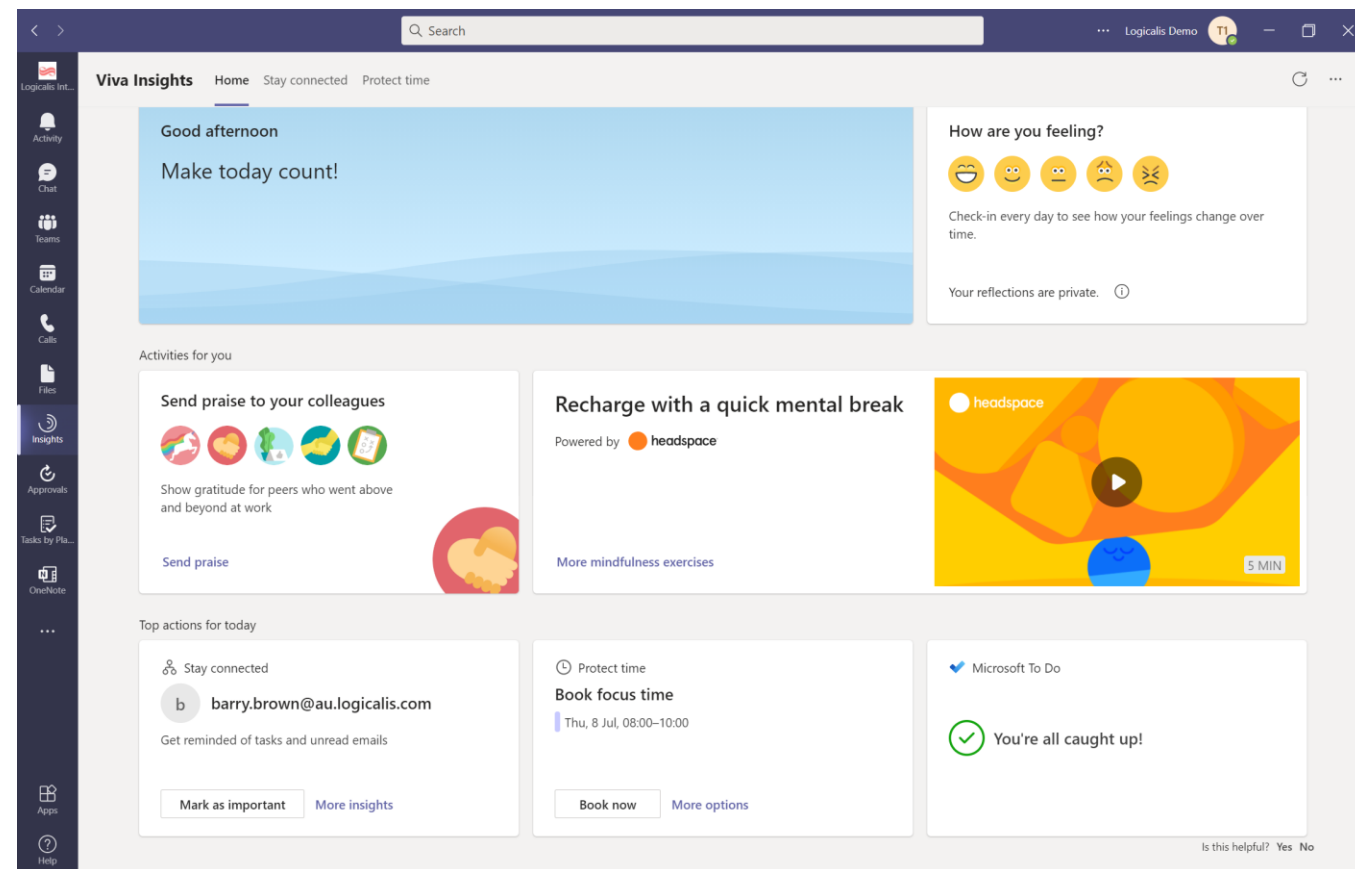 Search
Logicalis Demo
T1
Logicalis Int...
Activity
Chat
Teams
Calendar
Calls
Files
Insights
Approvals
Tasks by Pla...
OneNote
Apps
Help
Viva Insights Home Stay connected Protect time
Good afternoon
Make today count!
How are you feeling?
Check-in every day to see how your feelings change over
time.
Your reflections are private.
Activities for you
Send praise to your colleagues
Show gratitude for peers who went above
and beyond at work
Send praise
Recharge with a quick mental break
Powered by headspace
More mindfulness exercises
headspace
5 MIN
Top actions for today
Stay connected
b barry.brown@au.logicalis.com
Get reminded of tasks and unread emails
Mark as important More insights
Protect time
Book focus time
Thu, 8 Jul, 08:00–10:00
Book now More options
Microsoft To Do
You're all caught up!
Is this helpful? Yes No